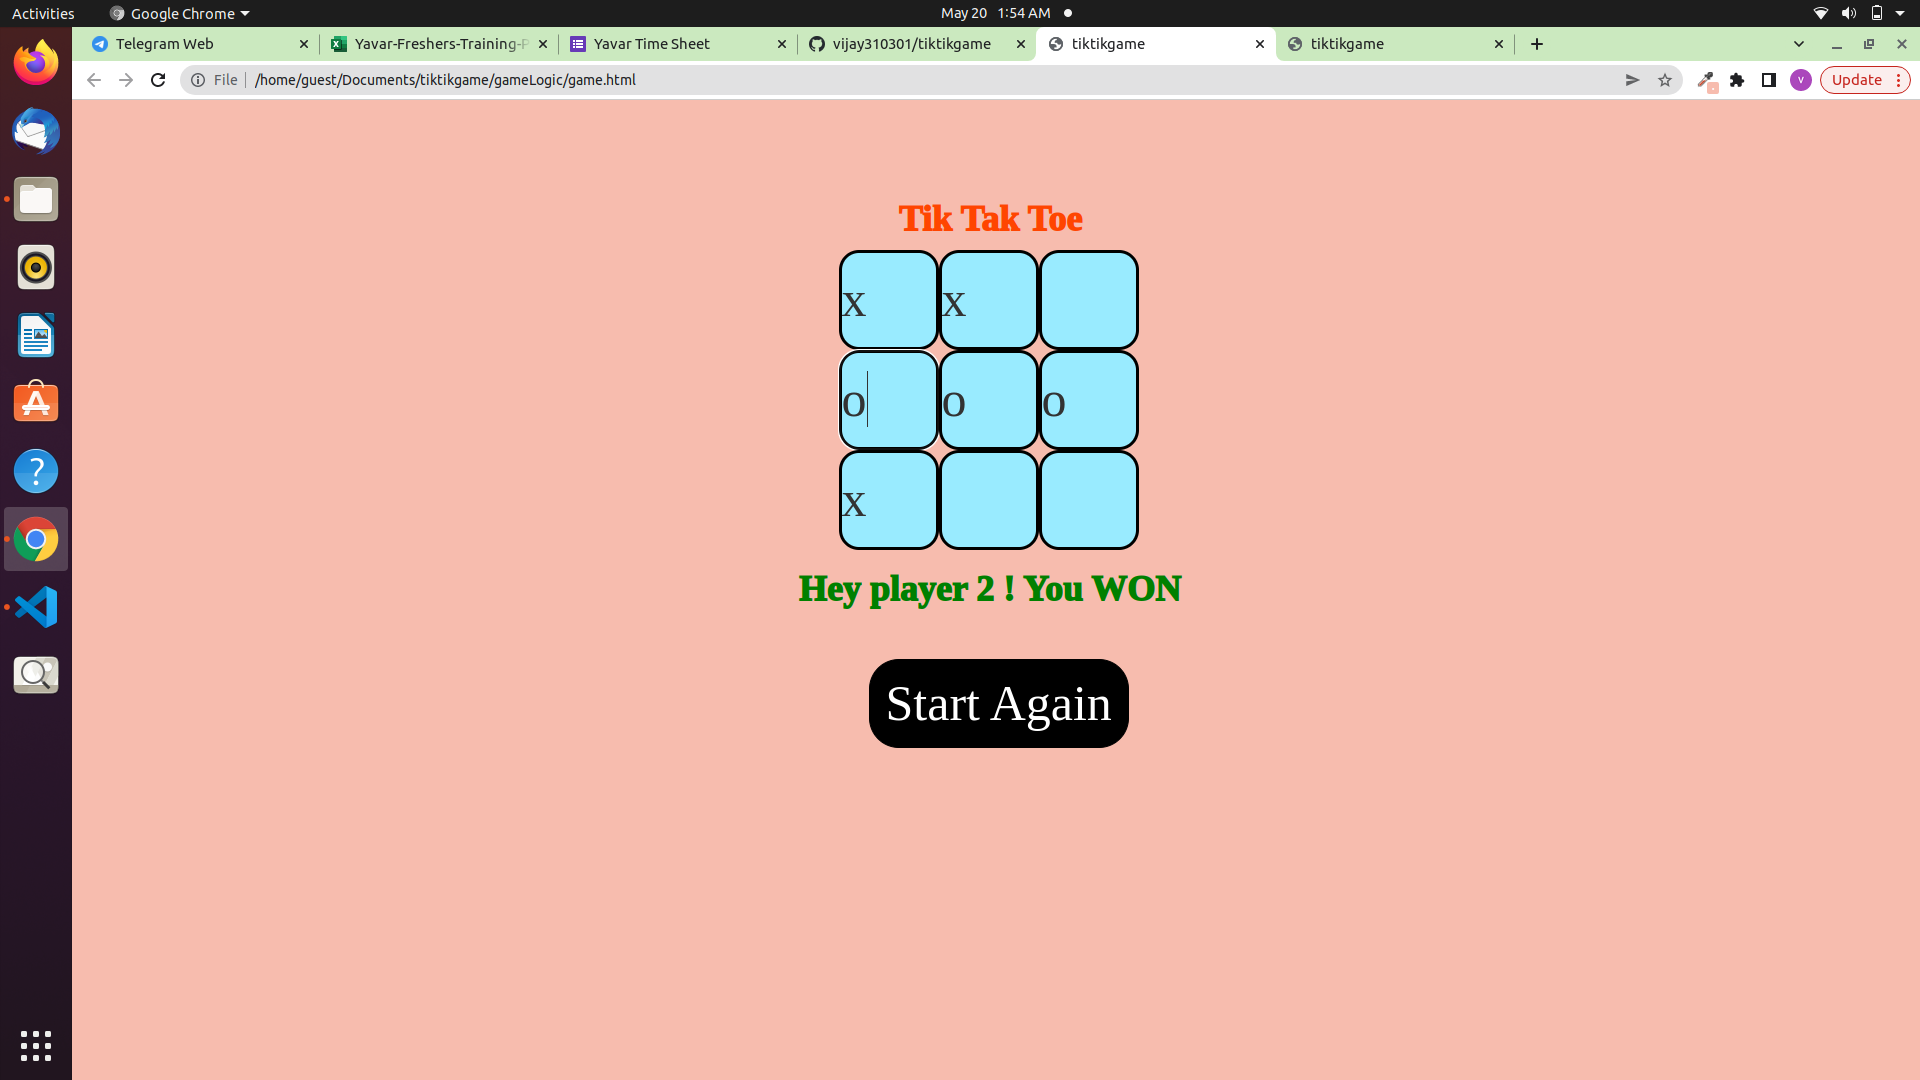 Activities
Google Chrome
May 20 1:54 AM
Telegram Web
Yavar-Freshers-Training-P
Yavar Time Sheet
vijay310301/tiktikgame
tiktikgame
tiktikgame
File
/home/guest/Documents/tiktikgame/gameLogic/game.html
V
Update
Tik Tak Toe
x x
o o o
x
Hey player 2 ! You WON
Start Again